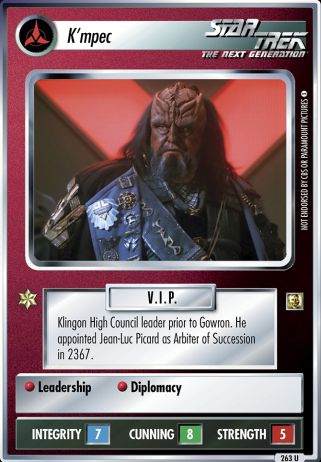 K'mpec
STAR TREK
THE NEXT GENERATION
NOT ENDORSED BY CBS OR PARAMOUNT PICTURES
V.I.P.
Klingon High Council leader prior to Gowron. He
appointed Jean-Luc Picard as Arbiter of Succession
in 2367.
Leadership
Diplomacy
INTEGRITY 7 CUNNING 8 STRENGTH 5
263 U